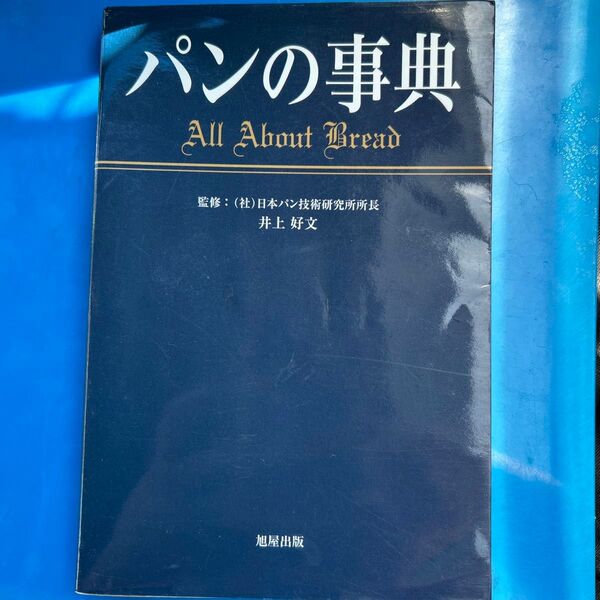 パンの事典
All About Bread
監修：(社)日本パン技術研究所所長
井上 好文
旭屋出版